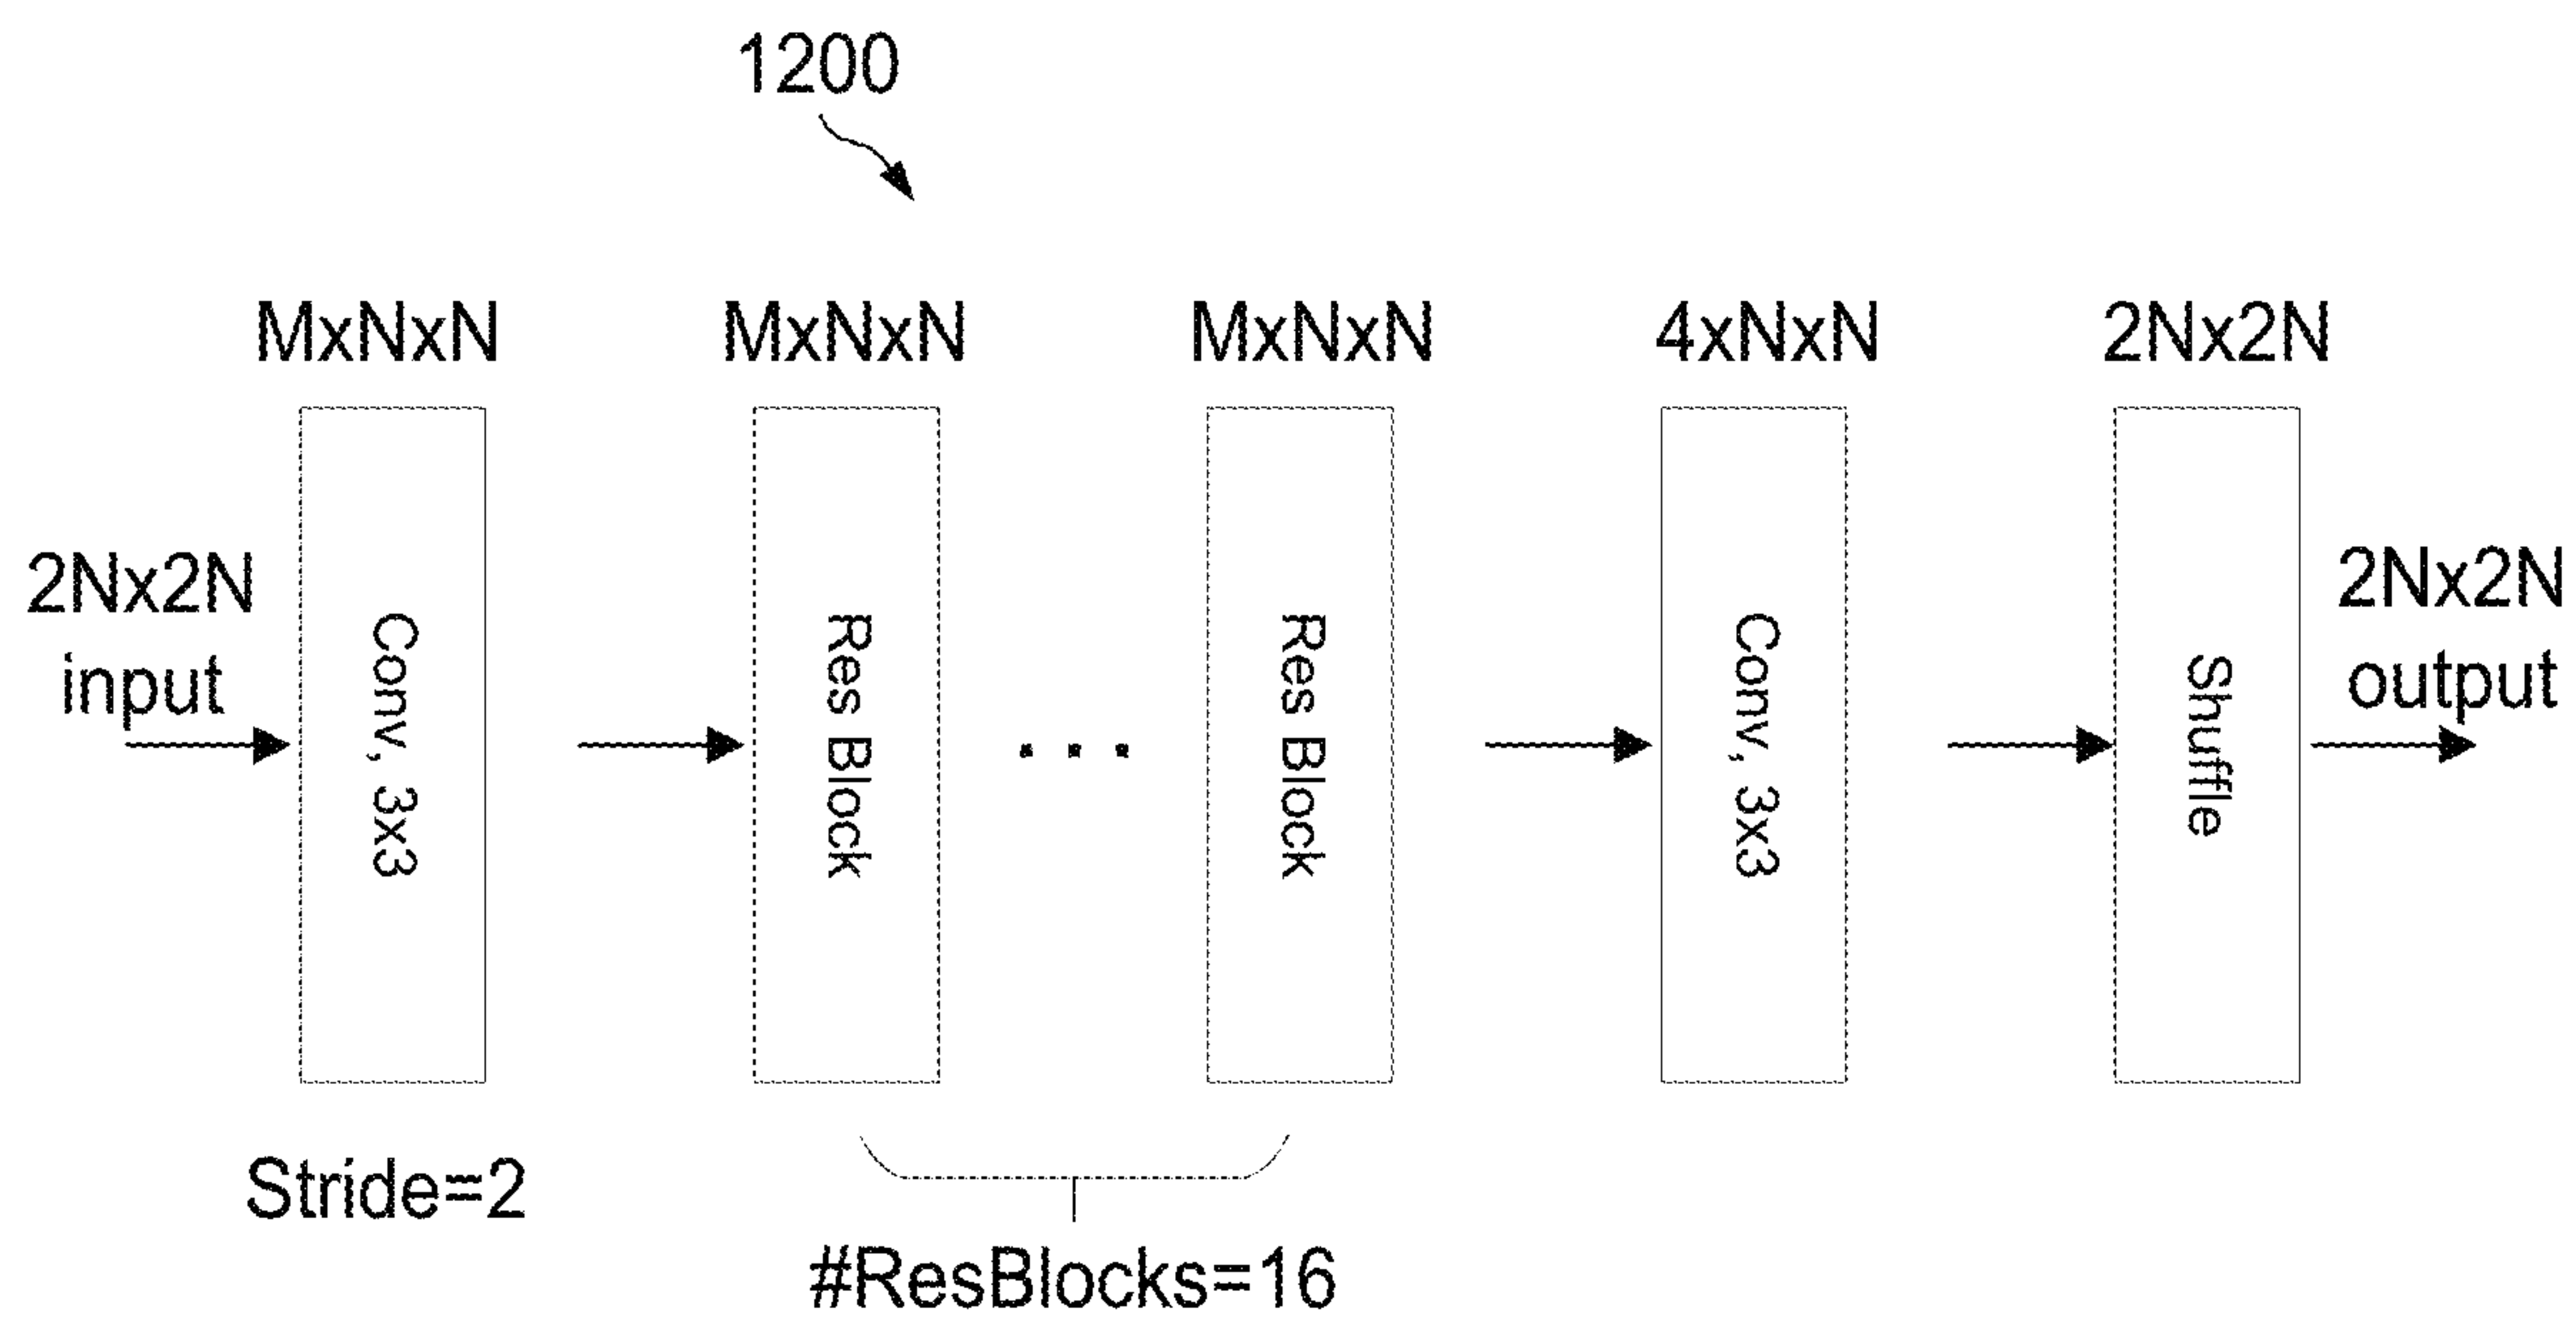 1200
MxNxN
MxNxN
MxNxN
4xNxN
2Nx2N
2Nx2N
input
Conv, 3x3
Res Block
...
Res Block
Conv, 3x3
Shuffle
2Nx2N
output
Stride=2
#ResBlocks=16